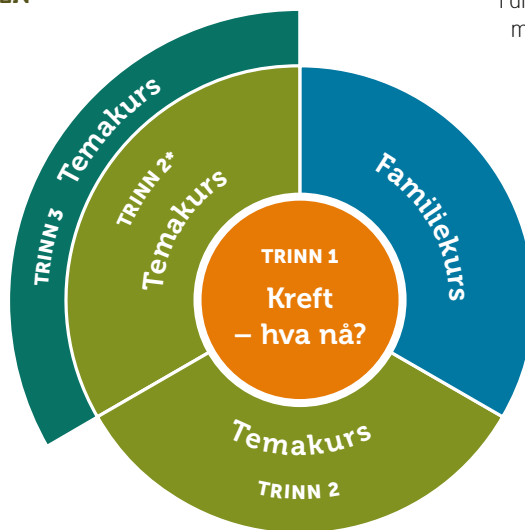 TRINN 3 Temakurs
TRINN 2*
Temakurs
Familiekurs
TRINN 1
Kreft
– hva nå?
Temakurs
TRINN 2